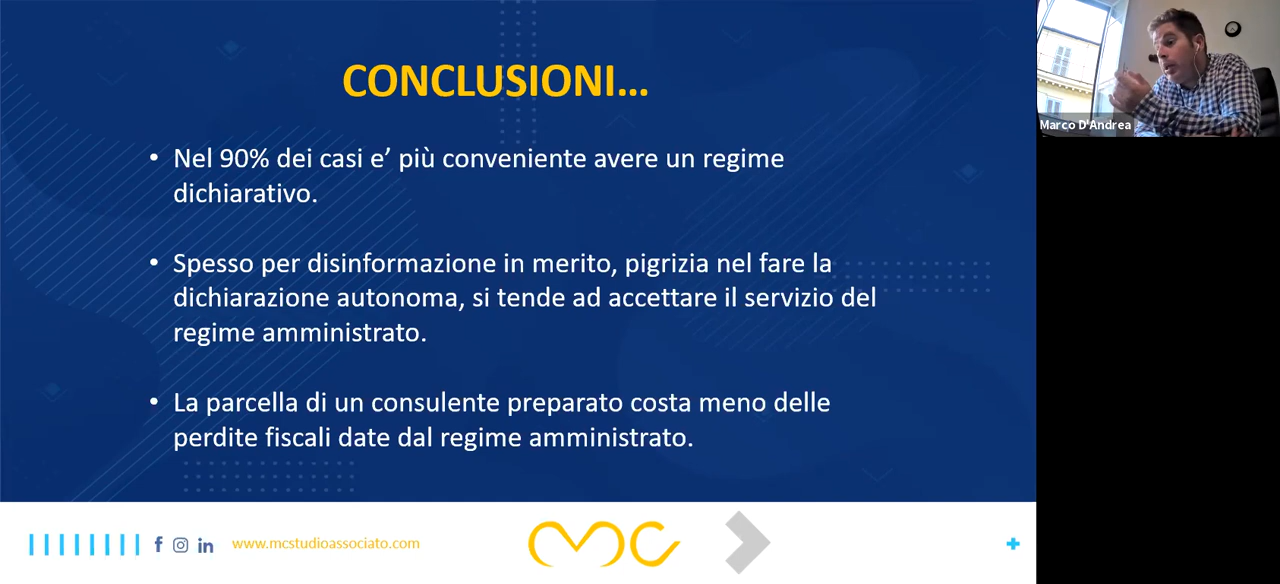 CONCLUSIONI...
• Nel 90% dei casi e’ più conveniente avere un regime
dichiarativo.
• Spesso per disinformazione in merito, pigrizia nel fare la
dichiarazione autonoma, si tende ad accettare il servizio del
regime amministrato.
• La parcella di un consulente preparato costa meno delle
perdite fiscali date dal regime amministrato.
www.mcstudioassociato.com
mc
Marco D'Andrea